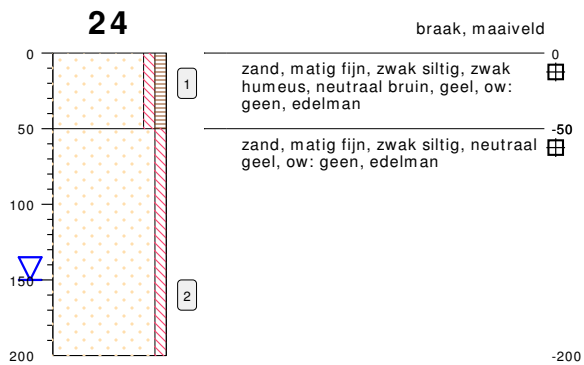 24
braak, maaiveld
0
0
zand, matig fijn, zwak siltig, zwak
humeus, neutraal bruin, geel, ow:
geen, edelman
1
50
-50
zand, matig fijn, zwak siltig, neutraal
geel, ow: geen, edelman
100
150
2
200
-200